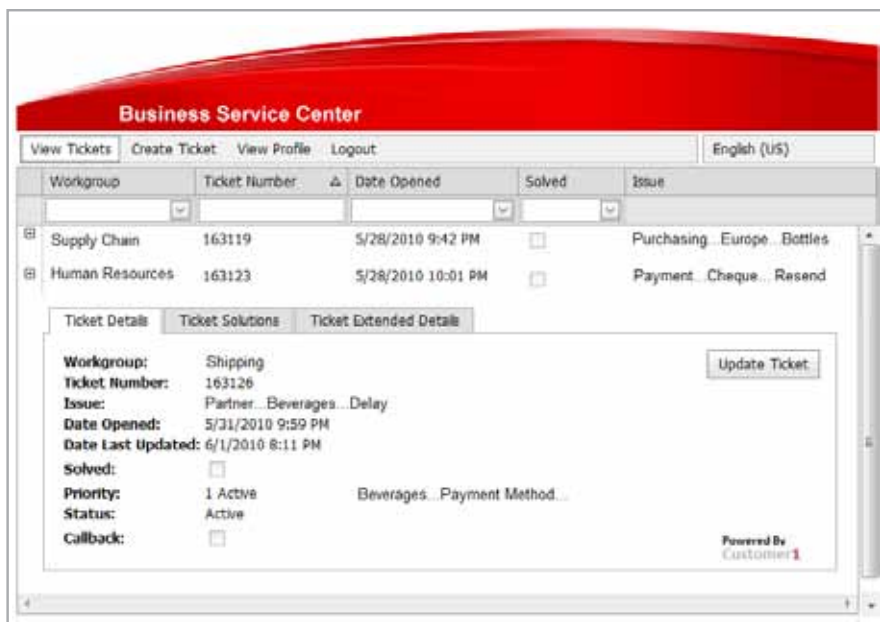 Business Service Center
View Tickets Create Ticket View Profile Logout English (US)
Workgroup Ticket Number Date Opened Solved Issue
Supply Chain 163119 5/28/2010 9:42 PM Purchasing...Europe...Bottles
Human Resources 163123 5/28/2010 10:01 PM Payment...Cheque...Resend
Ticket Details Ticket Solutions Ticket Extended Details
Workgroup: Shipping Update Ticket
Ticket Number: 163126
Issue: Partner...Beverages...Delay
Date Opened: 5/31/2010 9:59 PM
Date Last Updated: 6/1/2010 8:11 PM
Solved:
Priority: 1 Active Beverages...Payment Method...
Status: Active
Callback:
Powered By
Customer1